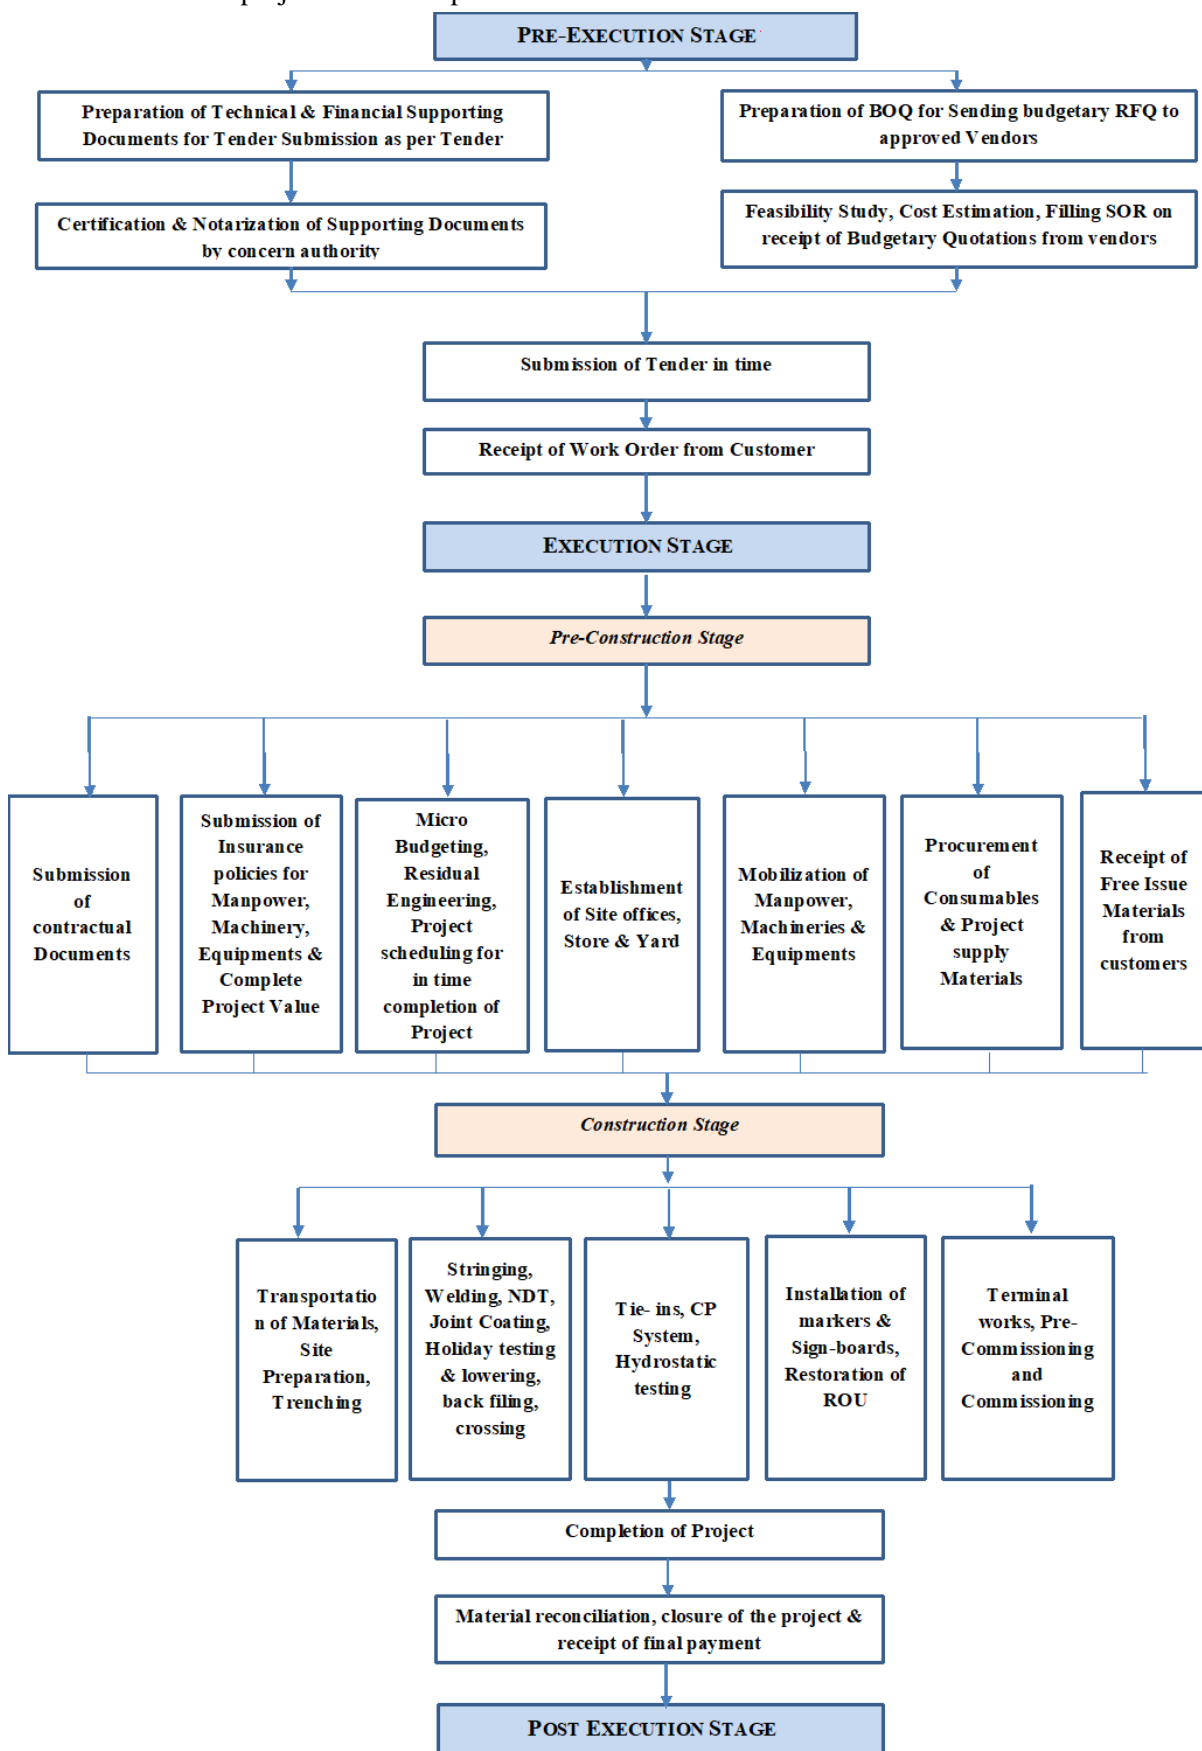 PRE-EXECUTION STAGE
Preparation of Technical & Financial Supporting
Documents for Tender Submission as per Tender
Preparation of BOQ for Sending budgetary RFQ to
approved Vendors
Certification & Notarization of Supporting Documents
by concern authority
Feasibility Study, Cost Estimation, Filling SOR on
receipt of Budgetary Quotations from vendors
Submission of Tender in time
Receipt of Work Order from Customer
EXECUTION STAGE
Pre-Construction Stage
Submission
of
contractual
Documents
Submission of
Insurance
policies for
Manpower,
Machinery,
Equipments &
Complete
Project Value
Micro
Budgeting,
Residual
Engineering,
Project
scheduling for
in time
completion of
Project
Establishment
of Site offices,
Store & Yard
Mobilization of
Manpower,
Machineries &
Equipments
Procurement
of
Consumables
& Project
supply
Materials
Receipt of
Free Issue
Materials
from
customers
Construction Stage
Transportatio
n of Materials,
Site
Preparation,
Trenching
Stringing,
Welding, NDT,
Joint Coating,
Holiday testing
& lowering,
back filing,
crossing
Tie- ins, CP
System,
Hydrostatic
testing
Installation of
markers &
Sign-boards,
Restoration of
ROU
Terminal
works, Pre-
Commissioning
and
Commissioning
Completion of Project
Material reconciliation, closure of the project &
receipt of final payment
POST EXECUTION STAGE